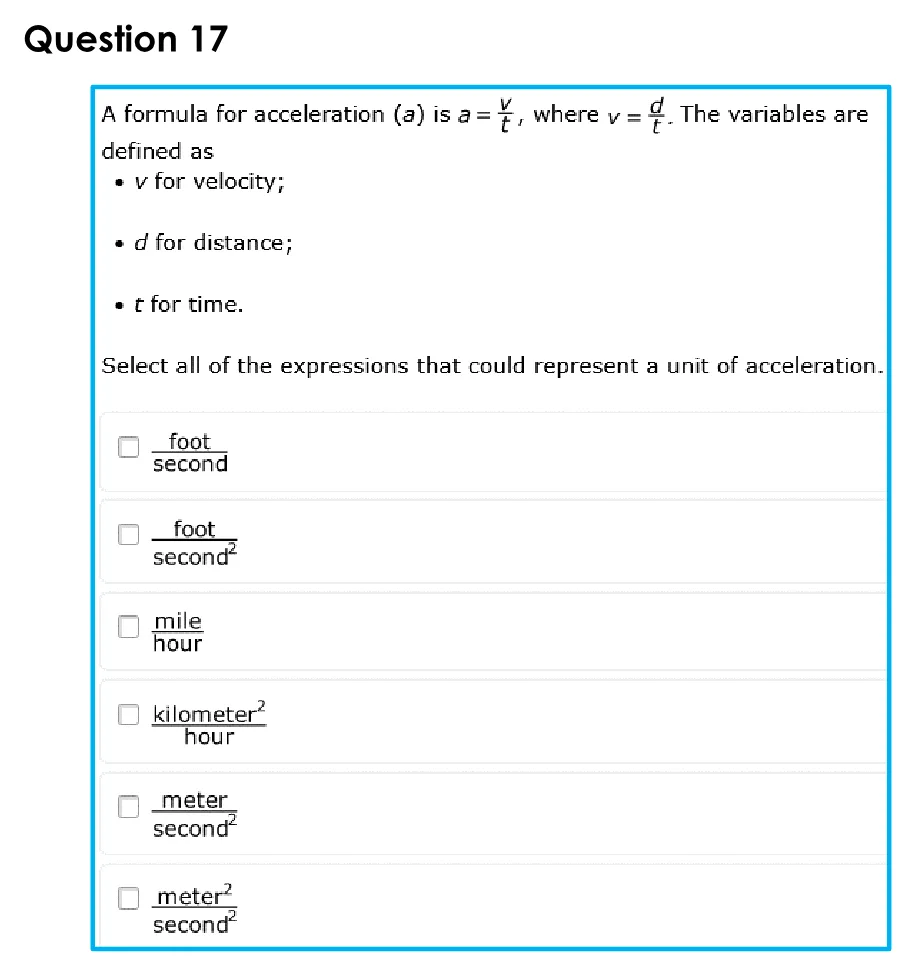 Question 17
A formula for acceleration (a) is a = v/t, where v = d/t. The variables are
defined as
• v for velocity;
• d for distance;
• t for time.
Select all of the expressions that could represent a unit of acceleration.
foot
second
foot
second²
mile
hour
kilometer²
hour
meter
second²
meter²
second²